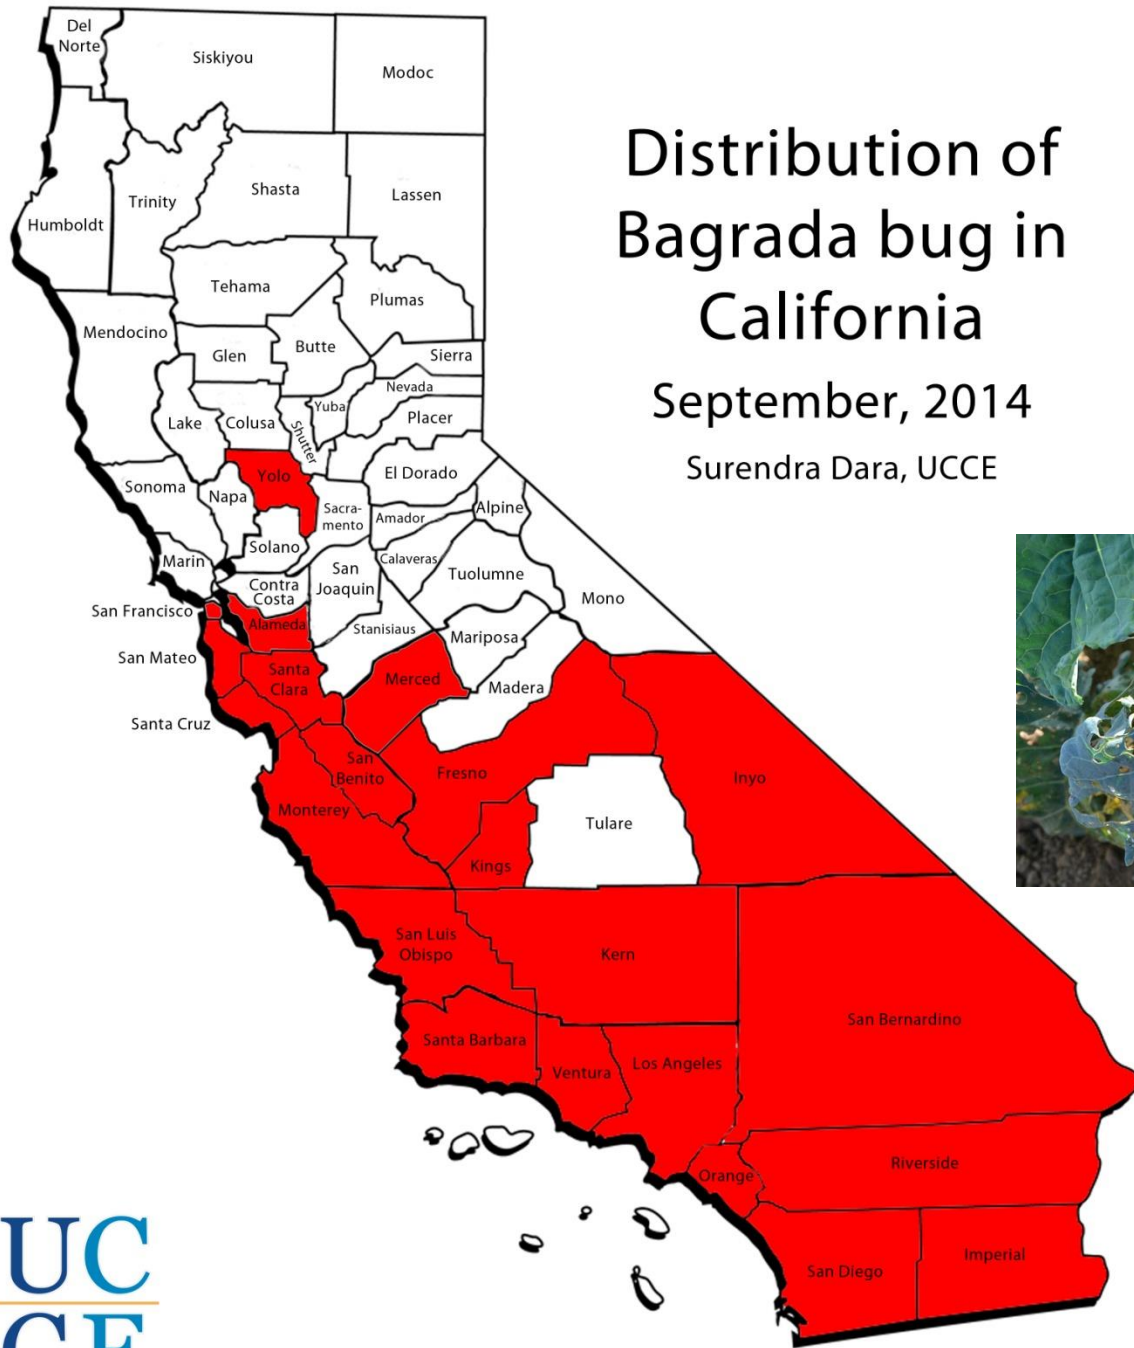 Distribution of
Bagrada bug in
California
September, 2014
Surendra Dara, UCCE
Del
Norte
Siskiyou
Modoc
Humboldt
Trinity
Shasta
Lassen
Tehama
Plumas
Mendocino
Glen
Butte
Sierra
Nevada
Yuba
Lake
Colusa
Shutter
Placer
El Dorado
Yolo
Sonoma
Napa
Sacra-
mento
Amador
Alpine
Solano
Marin
Calaveras
Contra
Costa
San
Joaquin
Tuolumne
Mono
San Francisco
Alameda
Stanisiaus
Mariposa
San Mateo
Santa
Clara
Merced
Madera
Santa Cruz
San
Benito
Fresno
Inyo
Monterey
Tulare
Kings
San Luis
Obispo
Kern
San Bernardino
Santa Barbara
Ventura
Los Angeles
Orange
Riverside
San Diego
Imperial
UC
CE